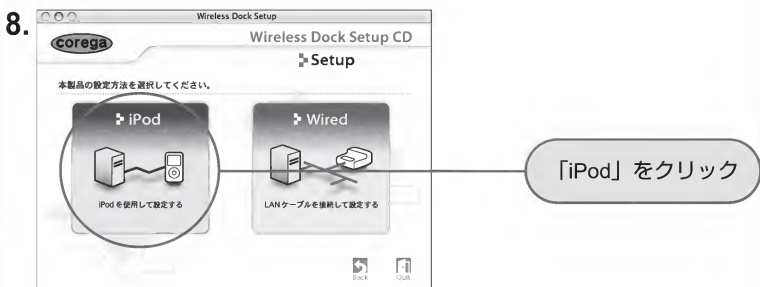 8.
Wireless Dock Setup
corega
Wireless Dock Setup CD
Setup
本製品の設定方法を選択してください。
iPod
Wired
iPodを使用して設定する
LANケーブルを接続して設定する
「iPod」をクリック
Back
Quit